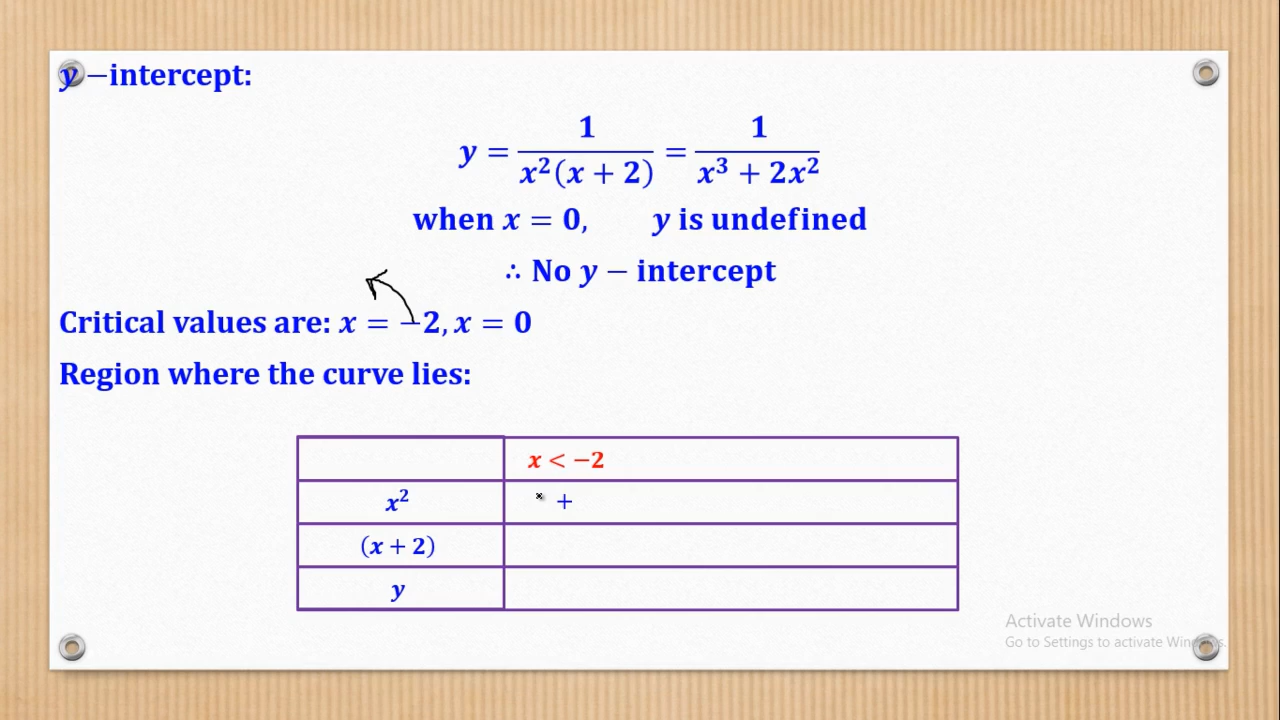 y −intercept:
y = 1/(x²(x + 2)) = 1/(x³ + 2x²)
when x = 0, y is undefined
∴ No y − intercept
Critical values are: x = −2, x = 0
Region where the curve lies:
x < −2
x² +
(x + 2)
y
Activate Windows
Go to Settings to activate Windows.